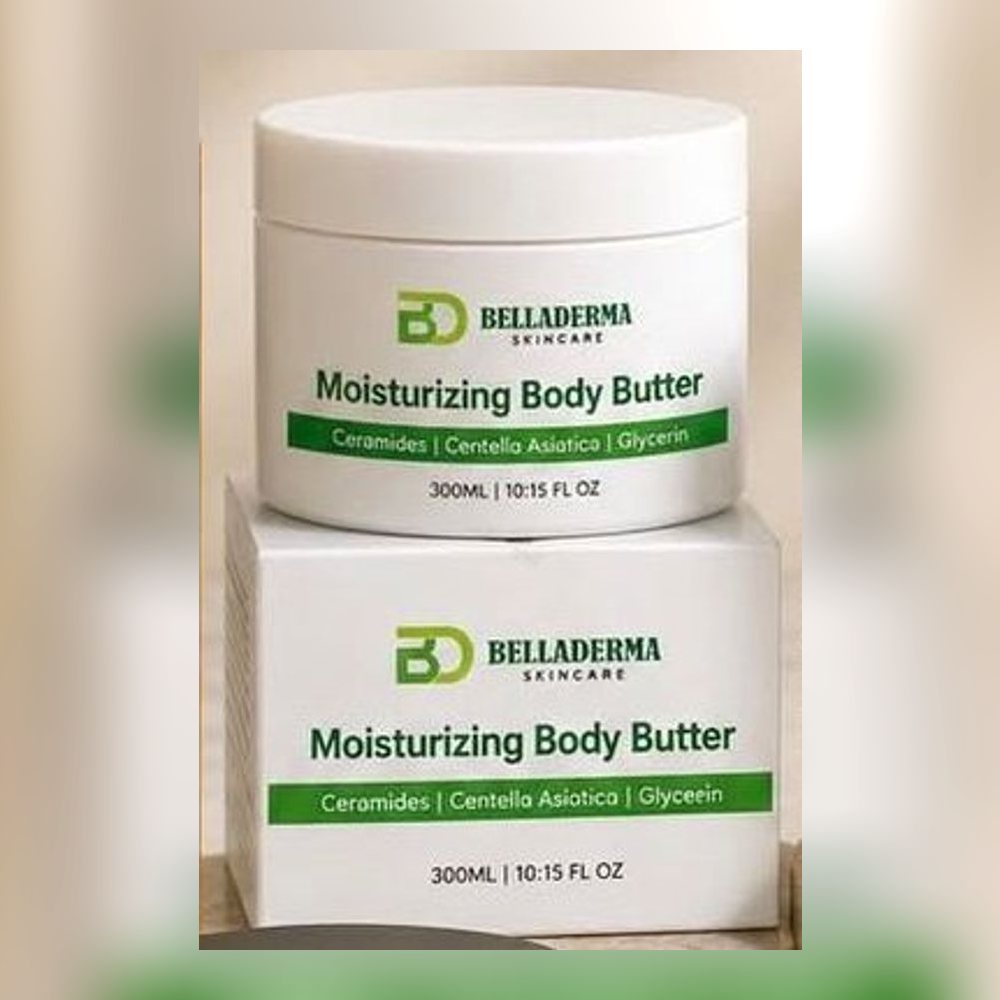 BD BELLADERMA
SKINCARE
Moisturizing Body Butter
Ceramides | Centella Asiatica | Glycerin
300ML | 10:15 FL OZ
BD BELLADERMA
SKINCARE
Moisturizing Body Butter
Ceramides | Centella Asiatica | Glyceein
300ML | 10:15 FL OZ